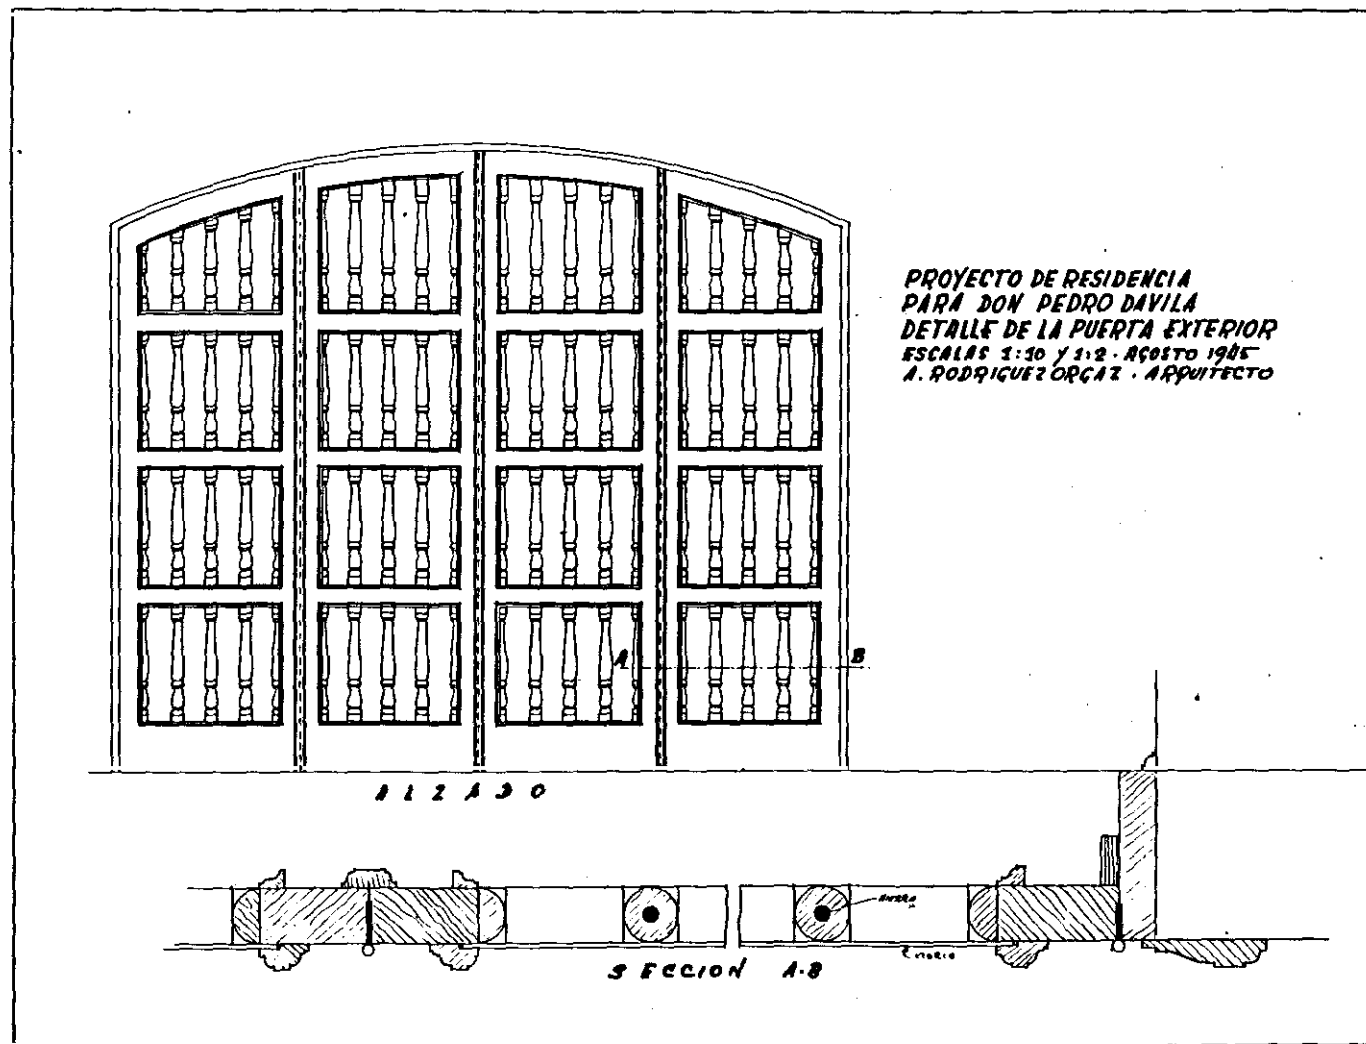 PROYECTO DE RESIDENCIA
PARA DON PEDRO DAVILA
DETALLE DE LA PUERTA EXTERIOR
ESCALAS 1:10 Y 1:2 · AGOSTO 1945
A. RODRIGUEZ ORGAZ · ARQUITECTO
A B
ALZADO
SECCION A-B